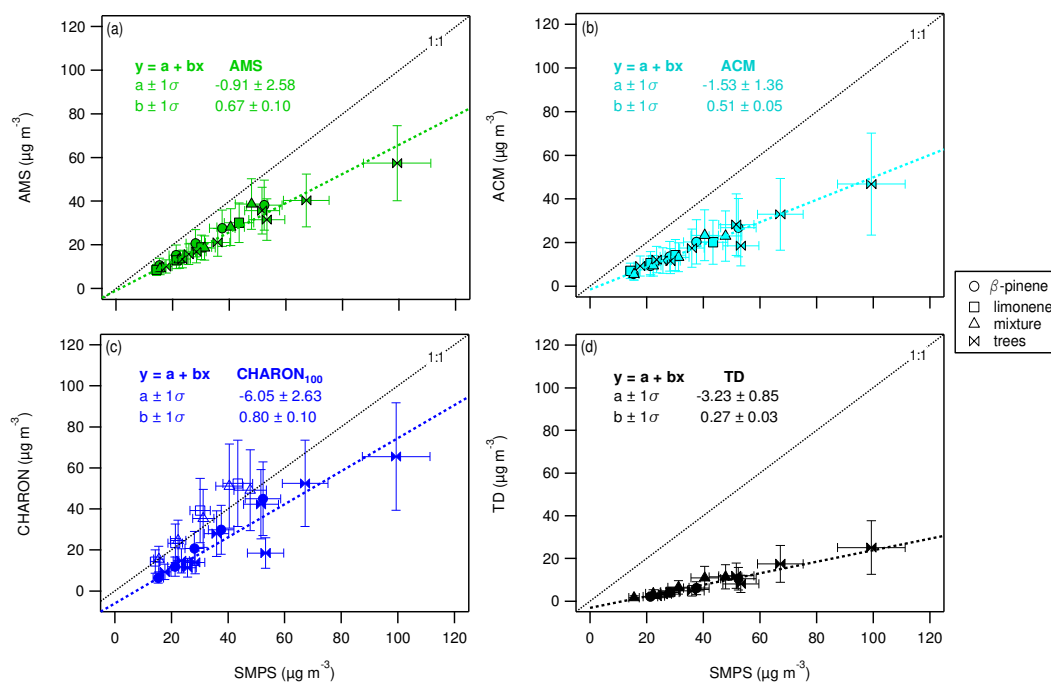 (a)
1:1
y = a + bx AMS
a ± 1σ -0.91 ± 2.58
b ± 1σ 0.67 ± 0.10
AMS (µg m⁻³)
120
100
80
60
40
20
0
(b)
1:1
y = a + bx ACM
a ± 1σ -1.53 ± 1.36
b ± 1σ 0.51 ± 0.05
ACM (µg m⁻³)
120
100
80
60
40
20
0
β-pinene
limonene
mixture
trees
(c)
1:1
y = a + bx CHARON₁₀₀
a ± 1σ -6.05 ± 2.63
b ± 1σ 0.80 ± 0.10
CHARON (µg m⁻³)
120
100
80
60
40
20
0
0 20 40 60 80 100 120
SMPS (µg m⁻³)
(d)
1:1
y = a + bx TD
a ± 1σ -3.23 ± 0.85
b ± 1σ 0.27 ± 0.03
TD (µg m⁻³)
120
100
80
60
40
20
0
0 20 40 60 80 100 120
SMPS (µg m⁻³)